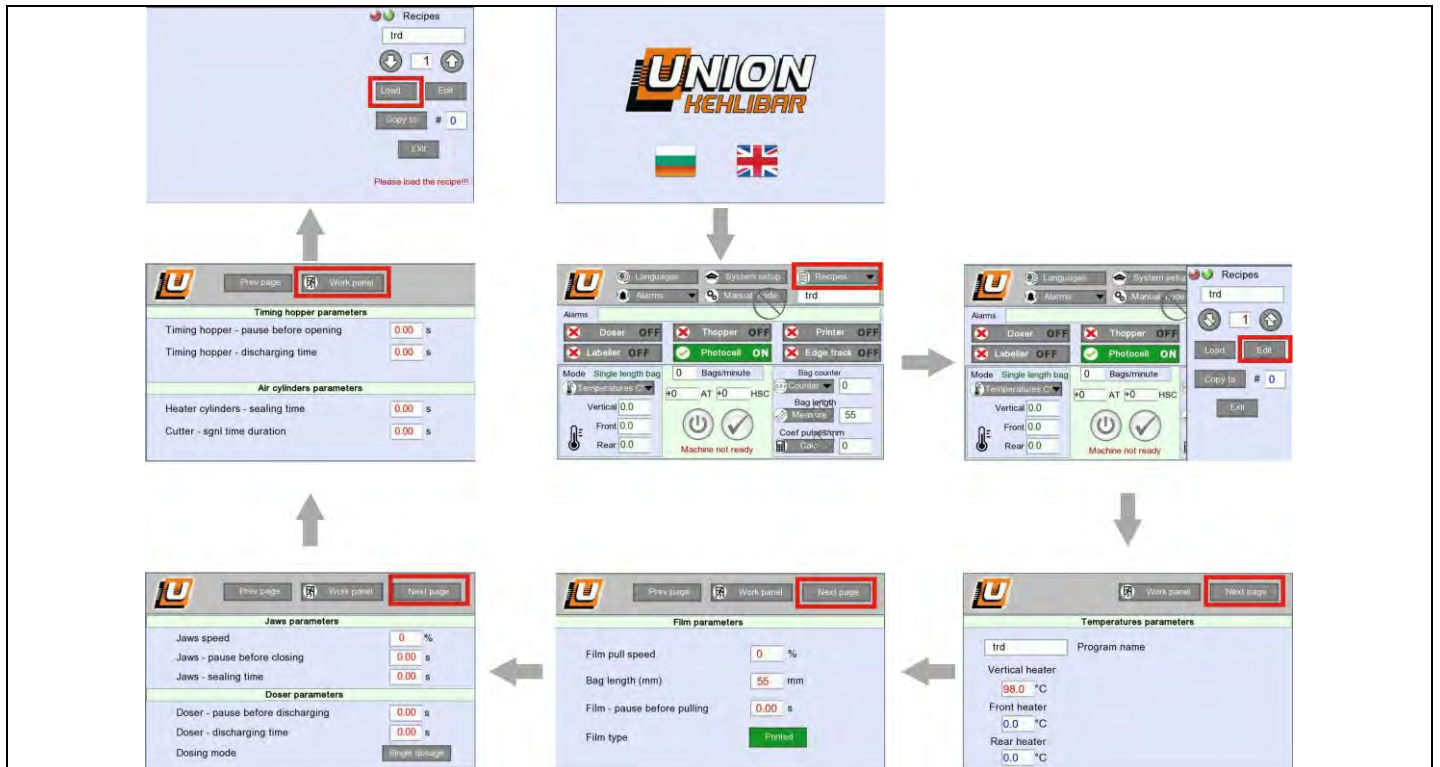 Recipes
trd
1
Load Edit
Copy to # 0
Exit
Please load the recipe!!!
UNION
KEHLIBAR
Prev page Work panel
Timing hopper parameters
Timing hopper - pause before opening 0.00 s
Timing hopper - discharging time 0.00 s
Air cylinders parameters
Heater cylinders - sealing time 0.00 s
Cutter - sgnl time duration 0.00 s
Languages System setup Recipes
Alarms Manual mode trd
Alarms
Doser OFF Thopper OFF Printer OFF
Labeller OFF Photocell ON Edge track OFF
Mode Single length bag 0 Bags/minute Bag counter
Temperatures C° Counter 0
+0 AT +0 HSC
Vertical 0.0 Bag length
Measure 55
Front 0.0 Coef pulses/mm
Rear 0.0 Machine not ready Calc 0
Languages System setup Recipes
Alarms Manual mode trd
Alarms 1
Doser OFF Thopper OFF
Labeller OFF Photocell ON Load Edit
Mode Single length bag 0 Bags/minute
Temperatures C° Copy to # 0
+0 AT +0 HSC
Vertical 0.0 Exit
Front 0.0
Rear 0.0 Machine not ready
Prev page Work panel Next page
Jaws parameters
Jaws speed 0 %
Jaws - pause before closing 0.00 s
Jaws - sealing time 0.00 s
Doser parameters
Doser - pause before discharging 0.00 s
Doser - discharging time 0.00 s
Dosing mode Single dosage
Prev page Work panel Next page
Film parameters
Film pull speed 0 %
Bag length (mm) 55 mm
Film - pause before pulling 0.00 s
Film type Printed
Work panel Next page
Temperatures parameters
trd Program name
Vertical heater
98.0 °C
Front heater
0.0 °C
Rear heater
0.0 °C